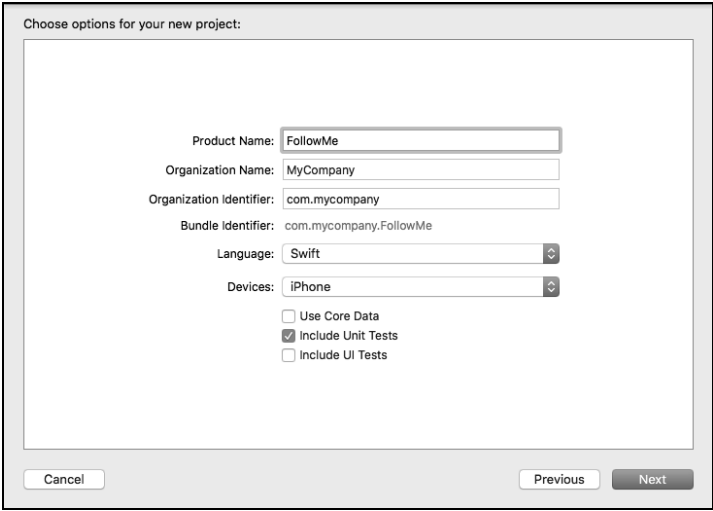 Choose options for your new project:
Product Name: FollowMe
Organization Name: MyCompany
Organization Identifier: com.mycompany
Bundle Identifier: com.mycompany.FollowMe
Language: Swift
Devices: iPhone
Use Core Data
Include Unit Tests
Include UI Tests
Cancel Previous Next